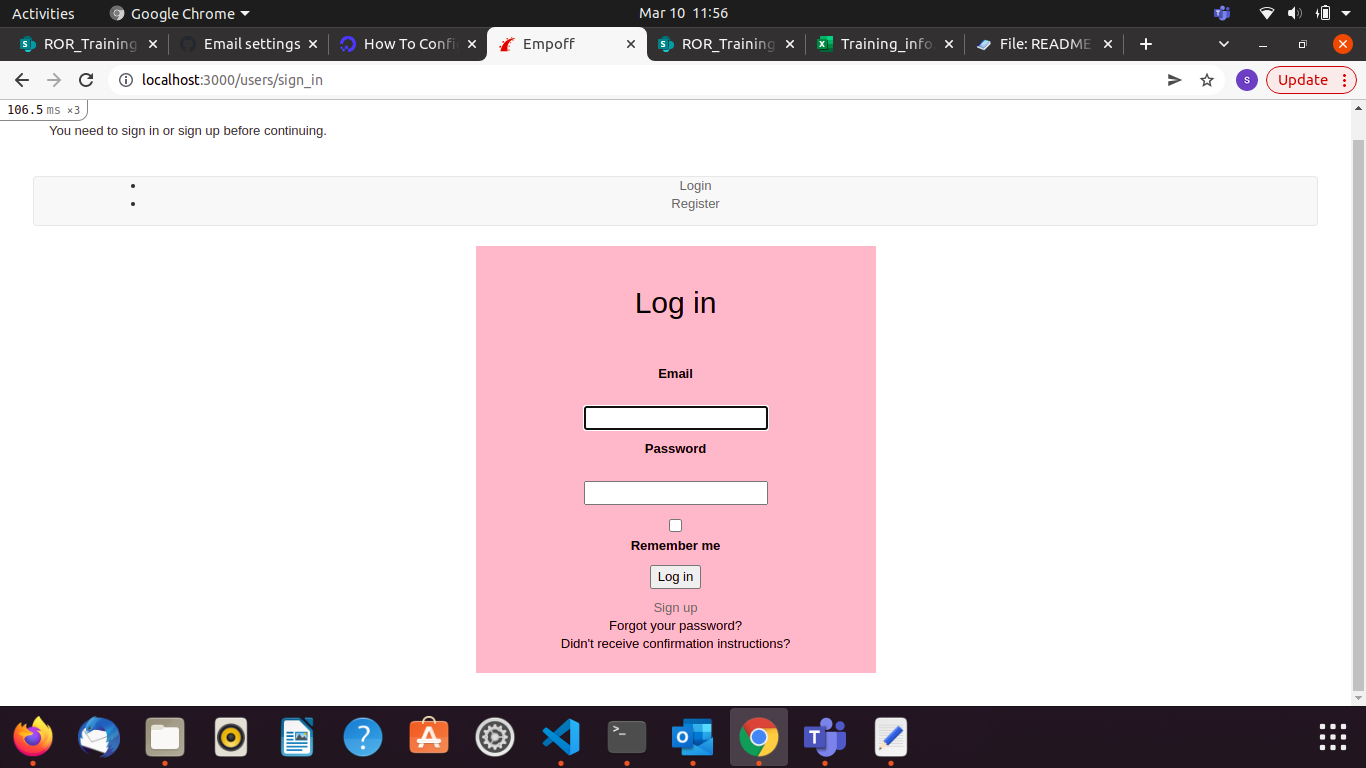 Activities Google Chrome Mar 10 11:56
ROR_Training Email settings How To Confi Empoff ROR_Training Training_info. File: README
localhost:3000/users/sign_in S Update
106.5 ms ×3
You need to sign in or sign up before continuing.
Login
Register
Log in
Email
Password
Remember me
Log in
Sign up
Forgot your password?
Didn't receive confirmation instructions?